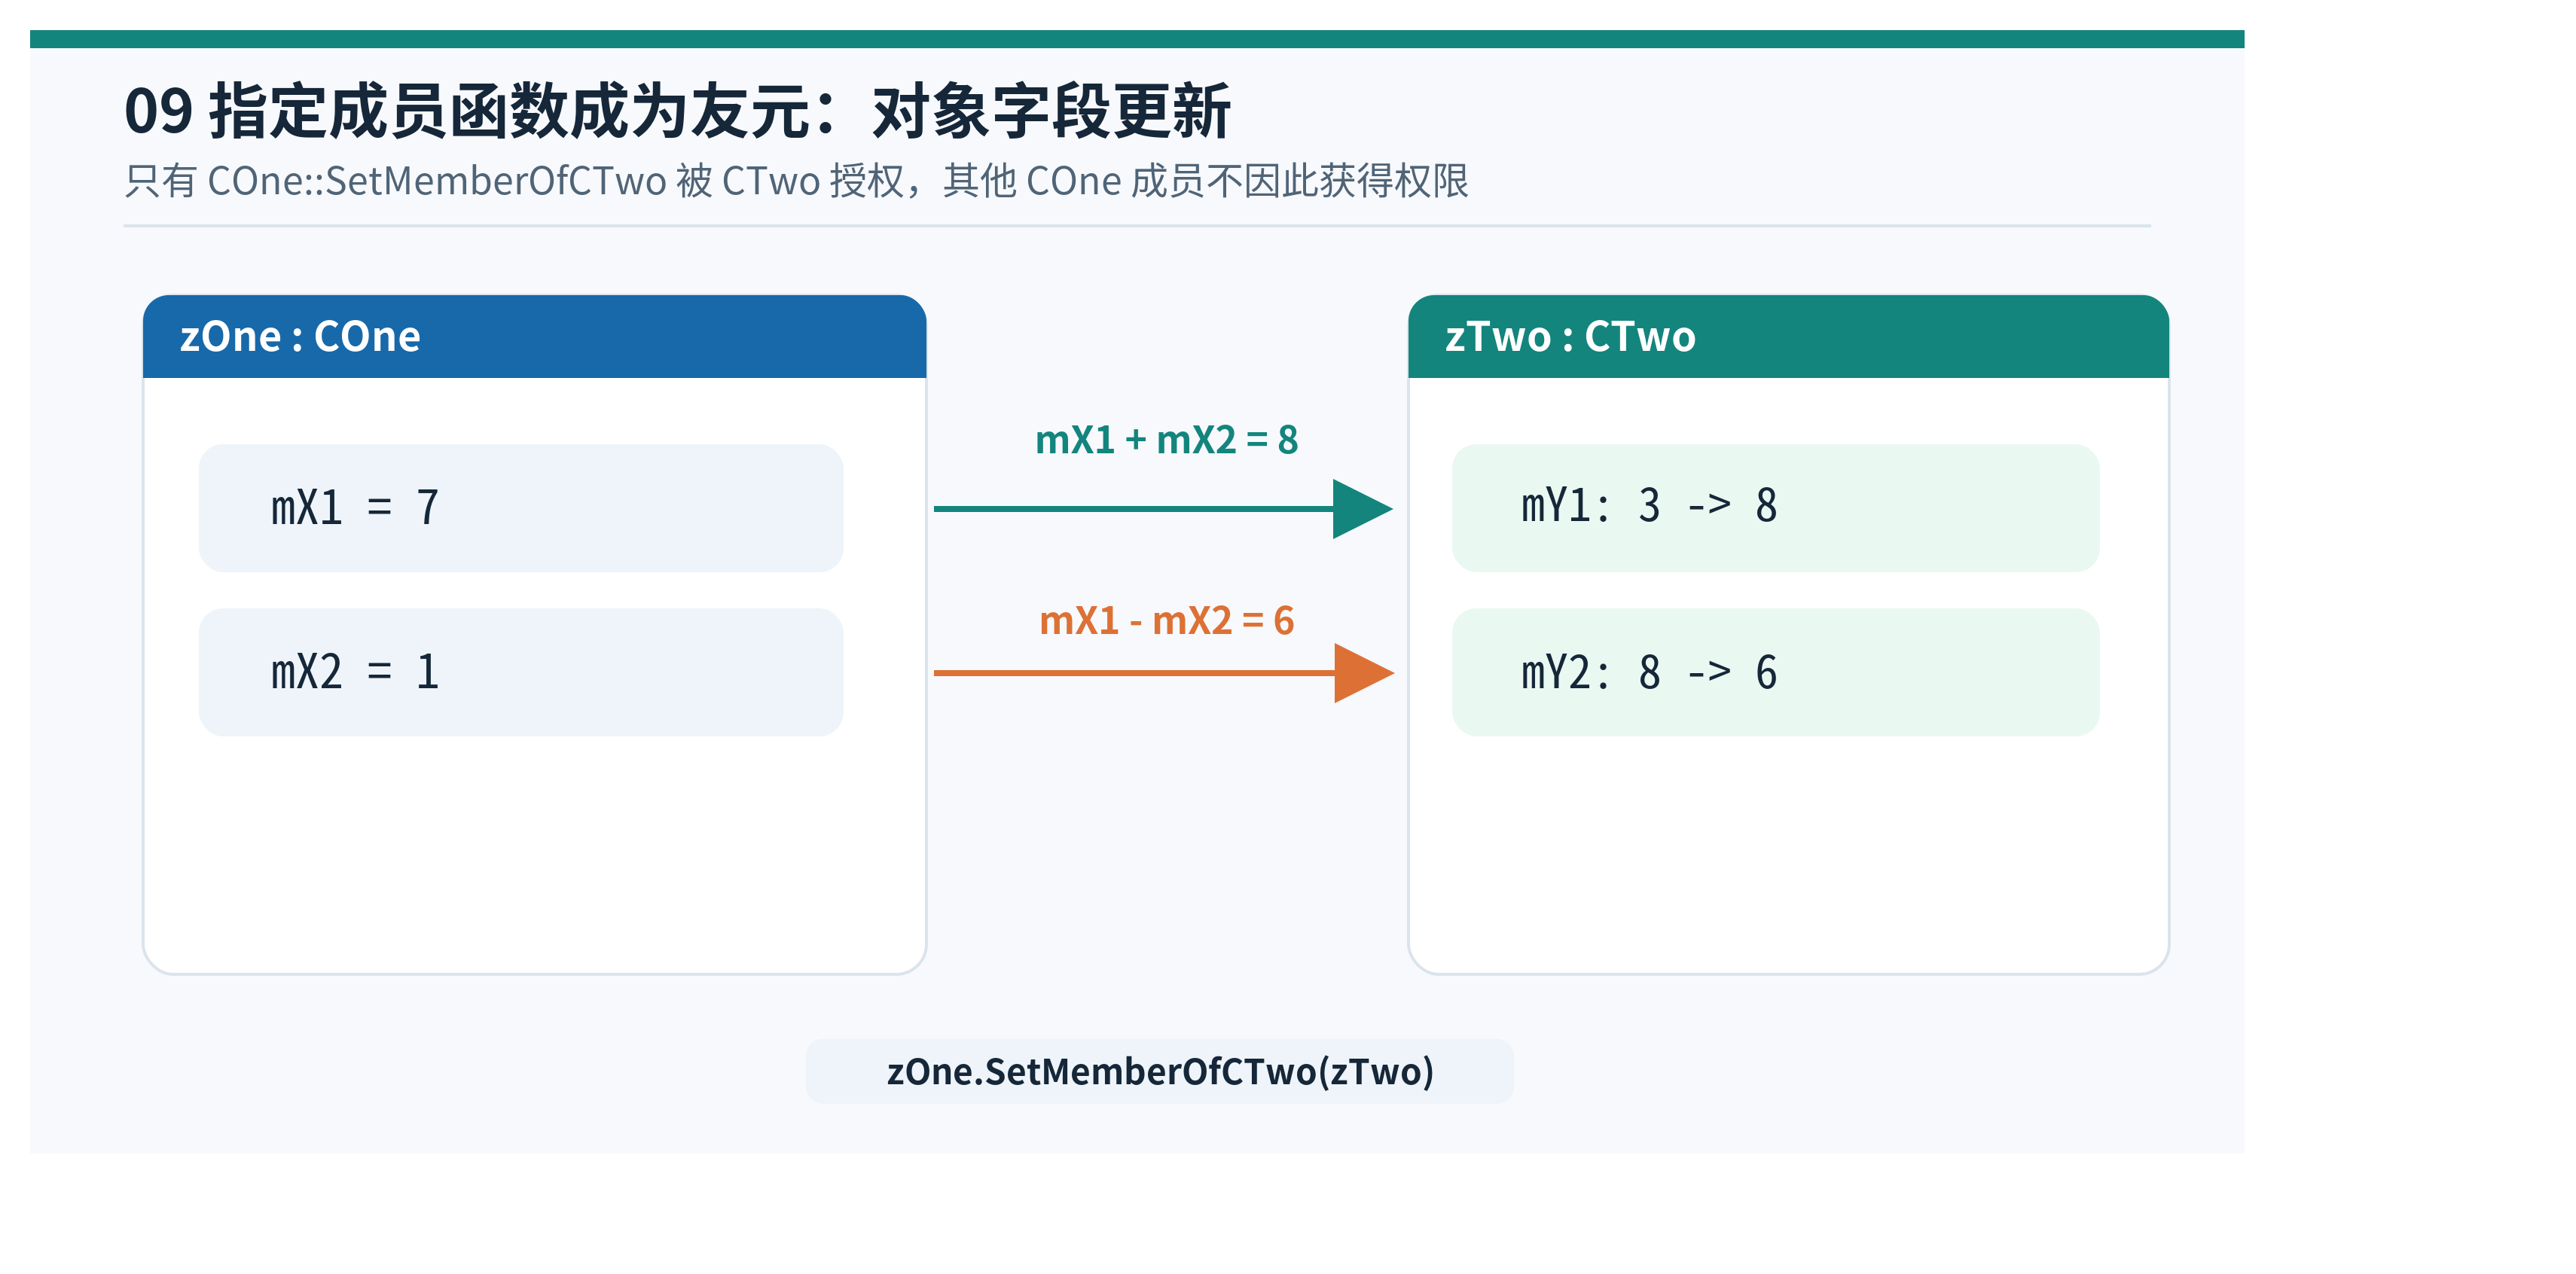 09 指定成员函数成为友元：对象字段更新
只有 COne::SetMemberOfCTwo 被 CTwo 授权，其他 COne 成员不因此获得权限
zOne : COne
mX1 = 7
mX2 = 1
mX1 + mX2 = 8
mX1 - mX2 = 6
zTwo : CTwo
mY1: 3 -> 8
mY2: 8 -> 6
zOne.SetMemberOfCTwo(zTwo)